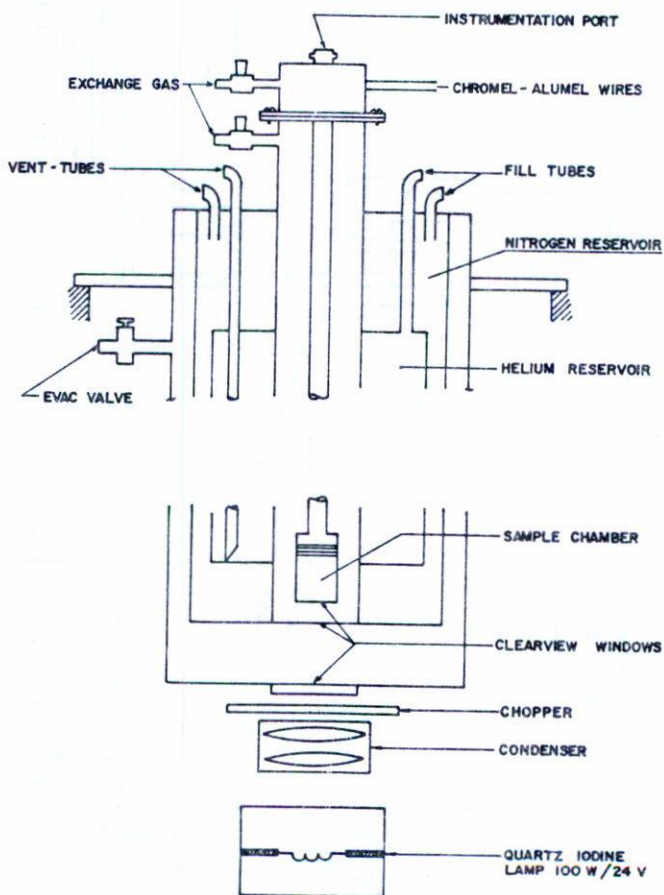 INSTRUMENTATION PORT
EXCHANGE GAS
CHROMEL-ALUMEL WIRES
VENT-TUBES
FILL TUBES
NITROGEN RESERVOIR
HELIUM RESERVOIR
EVAC VALVE
SAMPLE CHAMBER
CLEARVIEW WINDOWS
CHOPPER
CONDENSER
QUARTZ IODINE
LAMP 100 W/24 V